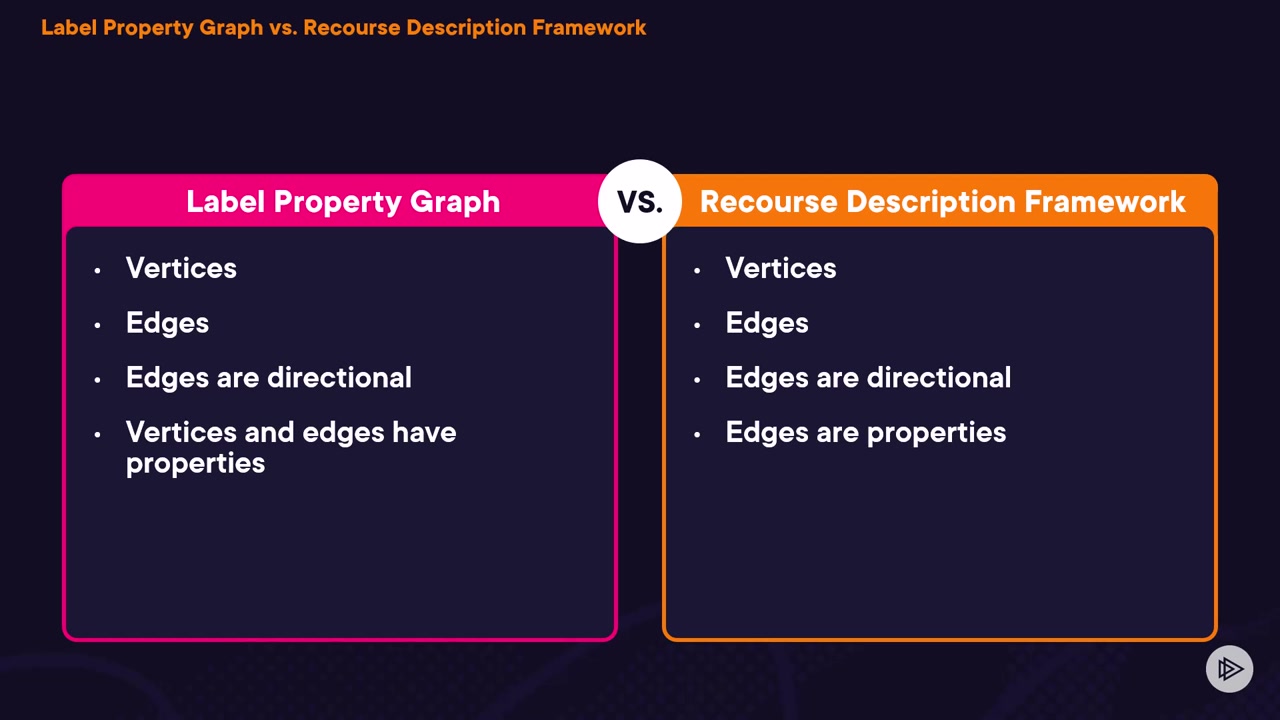 Label Property Graph vs. Recourse Description Framework
Label Property Graph
VS.
Recourse Description Framework
• Vertices
• Edges
• Edges are directional
• Vertices and edges have
properties
• Vertices
• Edges
• Edges are directional
• Edges are properties